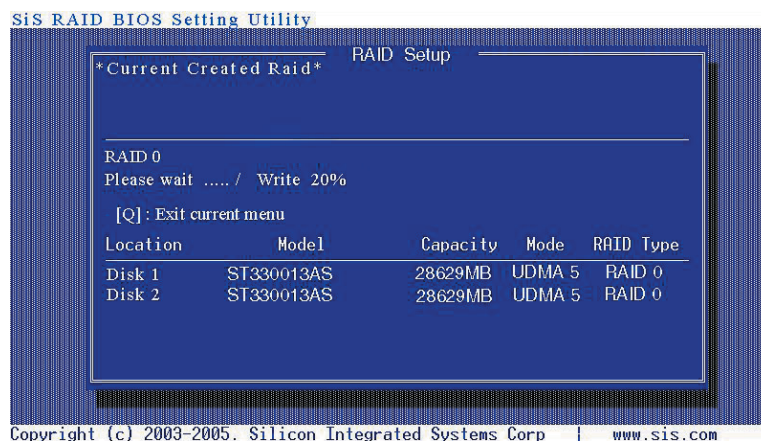 SiS RAID BIOS Setting Utility
RAID Setup
*Current Created Raid*
RAID 0
Please wait ..... / Write 20%
[Q] : Exit current menu
Location Model Capacity Mode RAID Type
Disk 1 ST330013AS 28629MB UDMA 5 RAID 0
Disk 2 ST330013AS 28629MB UDMA 5 RAID 0
Copyright (c) 2003-2005. Silicon Integrated Systems Corp | www.sis.com